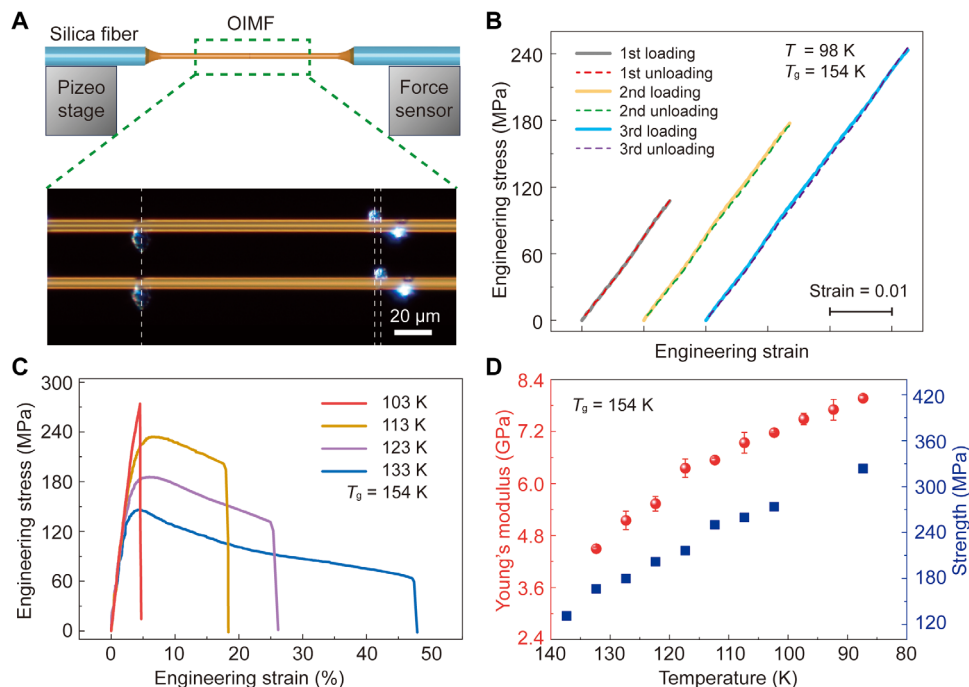 A
Silica fiber
OIMF
Pizeo
stage
Force
sensor
20 μm
B
Engineering stress (MPa)
240
180
120
60
0
1st loading
1st unloading
2nd loading
2nd unloading
3rd loading
3rd unloading
T = 98 K
Tg = 154 K
Strain = 0.01
Engineering strain
C
Engineering stress (MPa)
300
240
180
120
60
0
103 K
113 K
123 K
133 K
Tg = 154 K
0 10 20 30 40 50
Engineering strain (%)
D
Young's modulus (GPa)
8.4
7.2
6.0
4.8
3.6
2.4
Tg = 154 K
420
360
300
240
180
120
Strength (MPa)
140 130 120 110 100 90 80
Temperature (K)